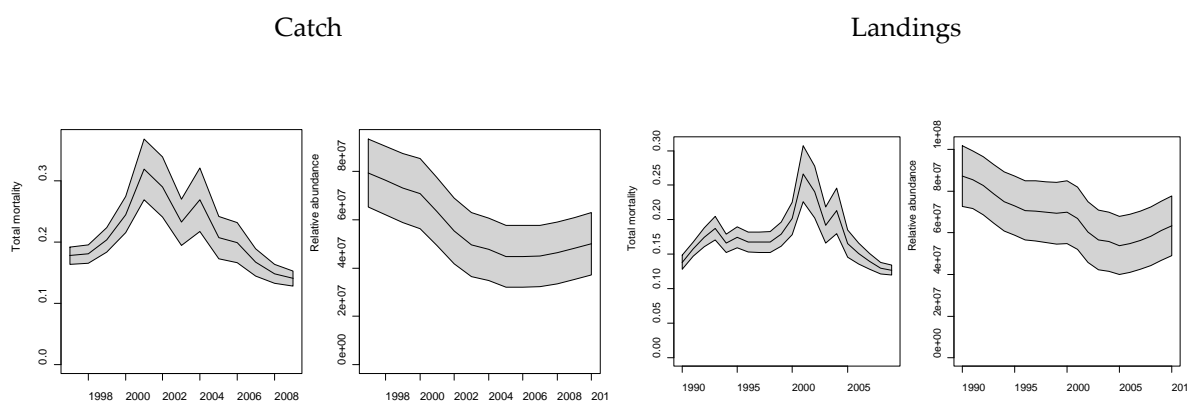 Catch
Landings
Total mortality
0.0 0.1 0.2 0.3
1998 2000 2002 2004 2006 2008
Relative abundance
0e+00 2e+07 4e+07 6e+07 8e+07
1998 2000 2002 2004 2006 2008 201
Total mortality
0.00 0.05 0.10 0.15 0.20 0.25 0.30
1990 1995 2000 2005
Relative abundance
0e+00 2e+07 4e+07 6e+07 8e+07 1e+08
1990 1995 2000 2005 201